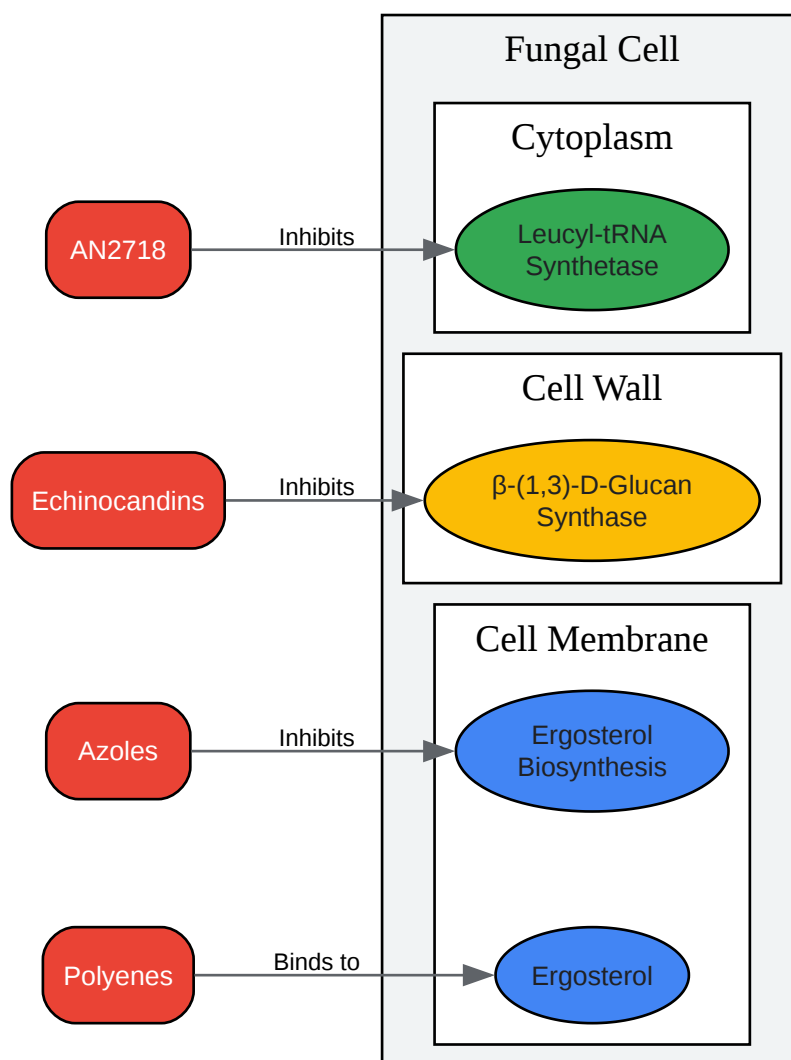 Fungal Cell
Cytoplasm
AN2718
Inhibits
Leucyl-tRNA
Synthetase
Cell Wall
Echinocandins
Inhibits
β-(1,3)-D-Glucan
Synthase
Cell Membrane
Azoles
Inhibits
Ergosterol
Biosynthesis
Polyenes
Binds to
Ergosterol